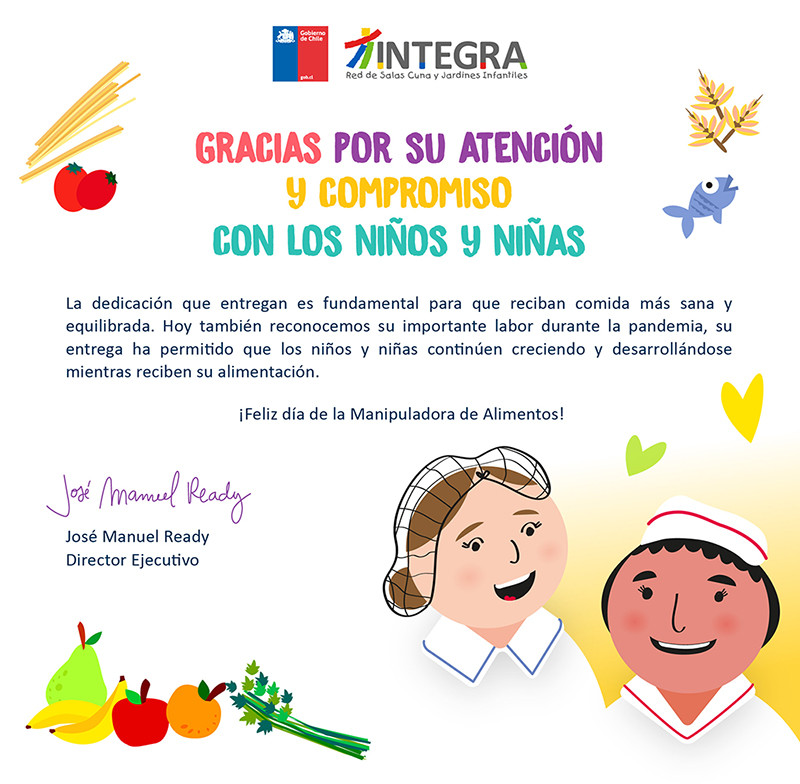 Gobierno
de Chile
gob.cl
INTEGRA
Red de Salas Cuna y Jardines Infantiles
GRACIAS POR SU ATENCIÓN
Y COMPROMISO
CON LOS NIÑOS Y NIÑAS
La dedicación que entregan es fundamental para que reciban comida más sana y
equilibrada. Hoy también reconocemos su importante labor durante la pandemia, su
entrega ha permitido que los niños y niñas continúen creciendo y desarrollándose
mientras reciben su alimentación.
¡Feliz día de la Manipuladora de Alimentos!
José Manuel Ready
José Manuel Ready
Director Ejecutivo